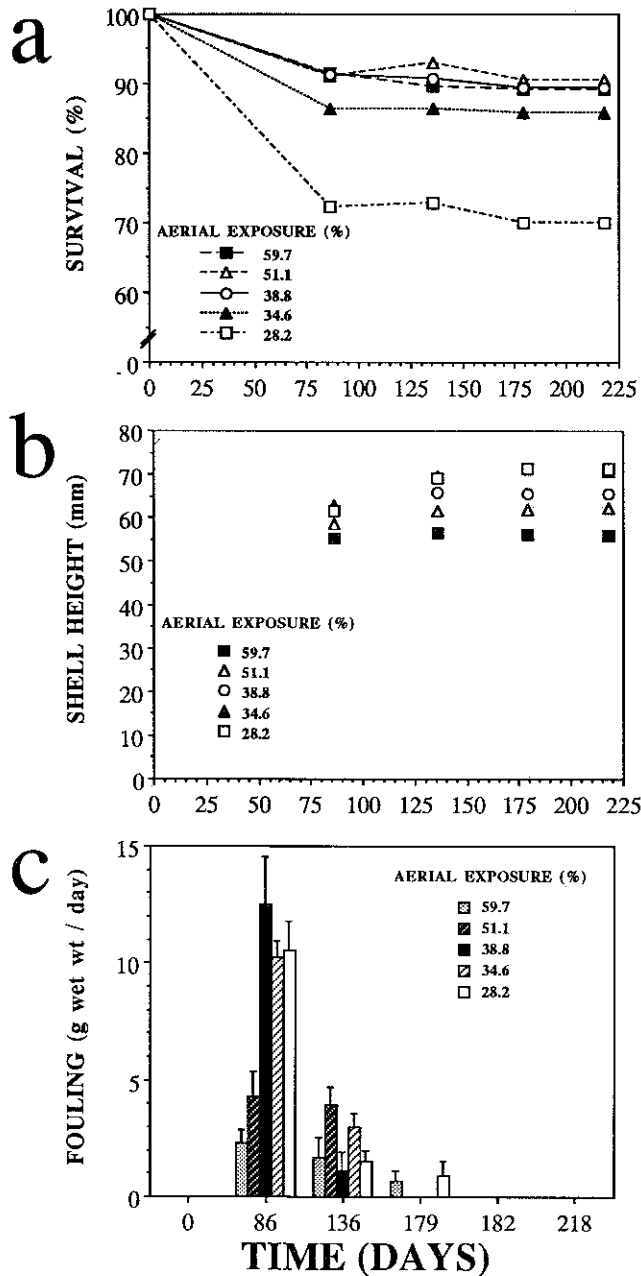 a
100
90
80
70
60
0
SURVIVAL (%)
AERIAL EXPOSURE (%)
59.7
51.1
38.8
34.6
28.2
0 25 50 75 100 125 150 175 200 225
b
80
70
60
50
40
30
20
10
0
SHELL HEIGHT (mm)
AERIAL EXPOSURE (%)
59.7
51.1
38.8
34.6
28.2
0 25 50 75 100 125 150 175 200 225
c
15
10
5
0
FOULING (g wet wt / day)
AERIAL EXPOSURE (%)
59.7
51.1
38.8
34.6
28.2
0 86 136 179 182 218
TIME (DAYS)